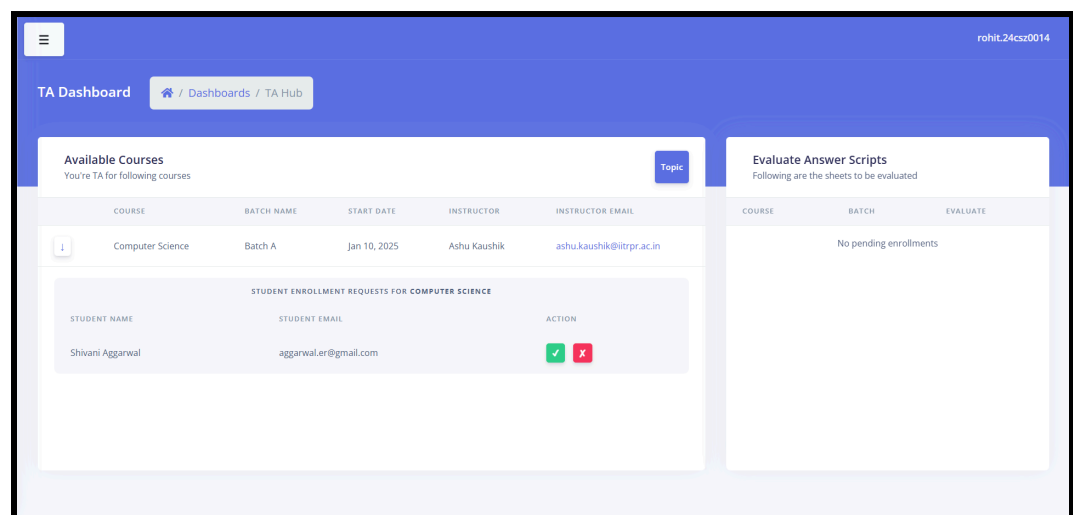 ☰
rohit.24csz0014
TA Dashboard
/ Dashboards / TA Hub
Available Courses
You're TA for following courses
Topic
COURSE BATCH NAME START DATE INSTRUCTOR INSTRUCTOR EMAIL
↓ Computer Science Batch A Jan 10, 2025 Ashu Kaushik ashu.kaushik@iitrpr.ac.in
STUDENT ENROLLMENT REQUESTS FOR COMPUTER SCIENCE
STUDENT NAME STUDENT EMAIL ACTION
Shivani Aggarwal aggarwal.er@gmail.com ✓ ✗
Evaluate Answer Scripts
Following are the sheets to be evaluated
COURSE BATCH EVALUATE
No pending enrollments